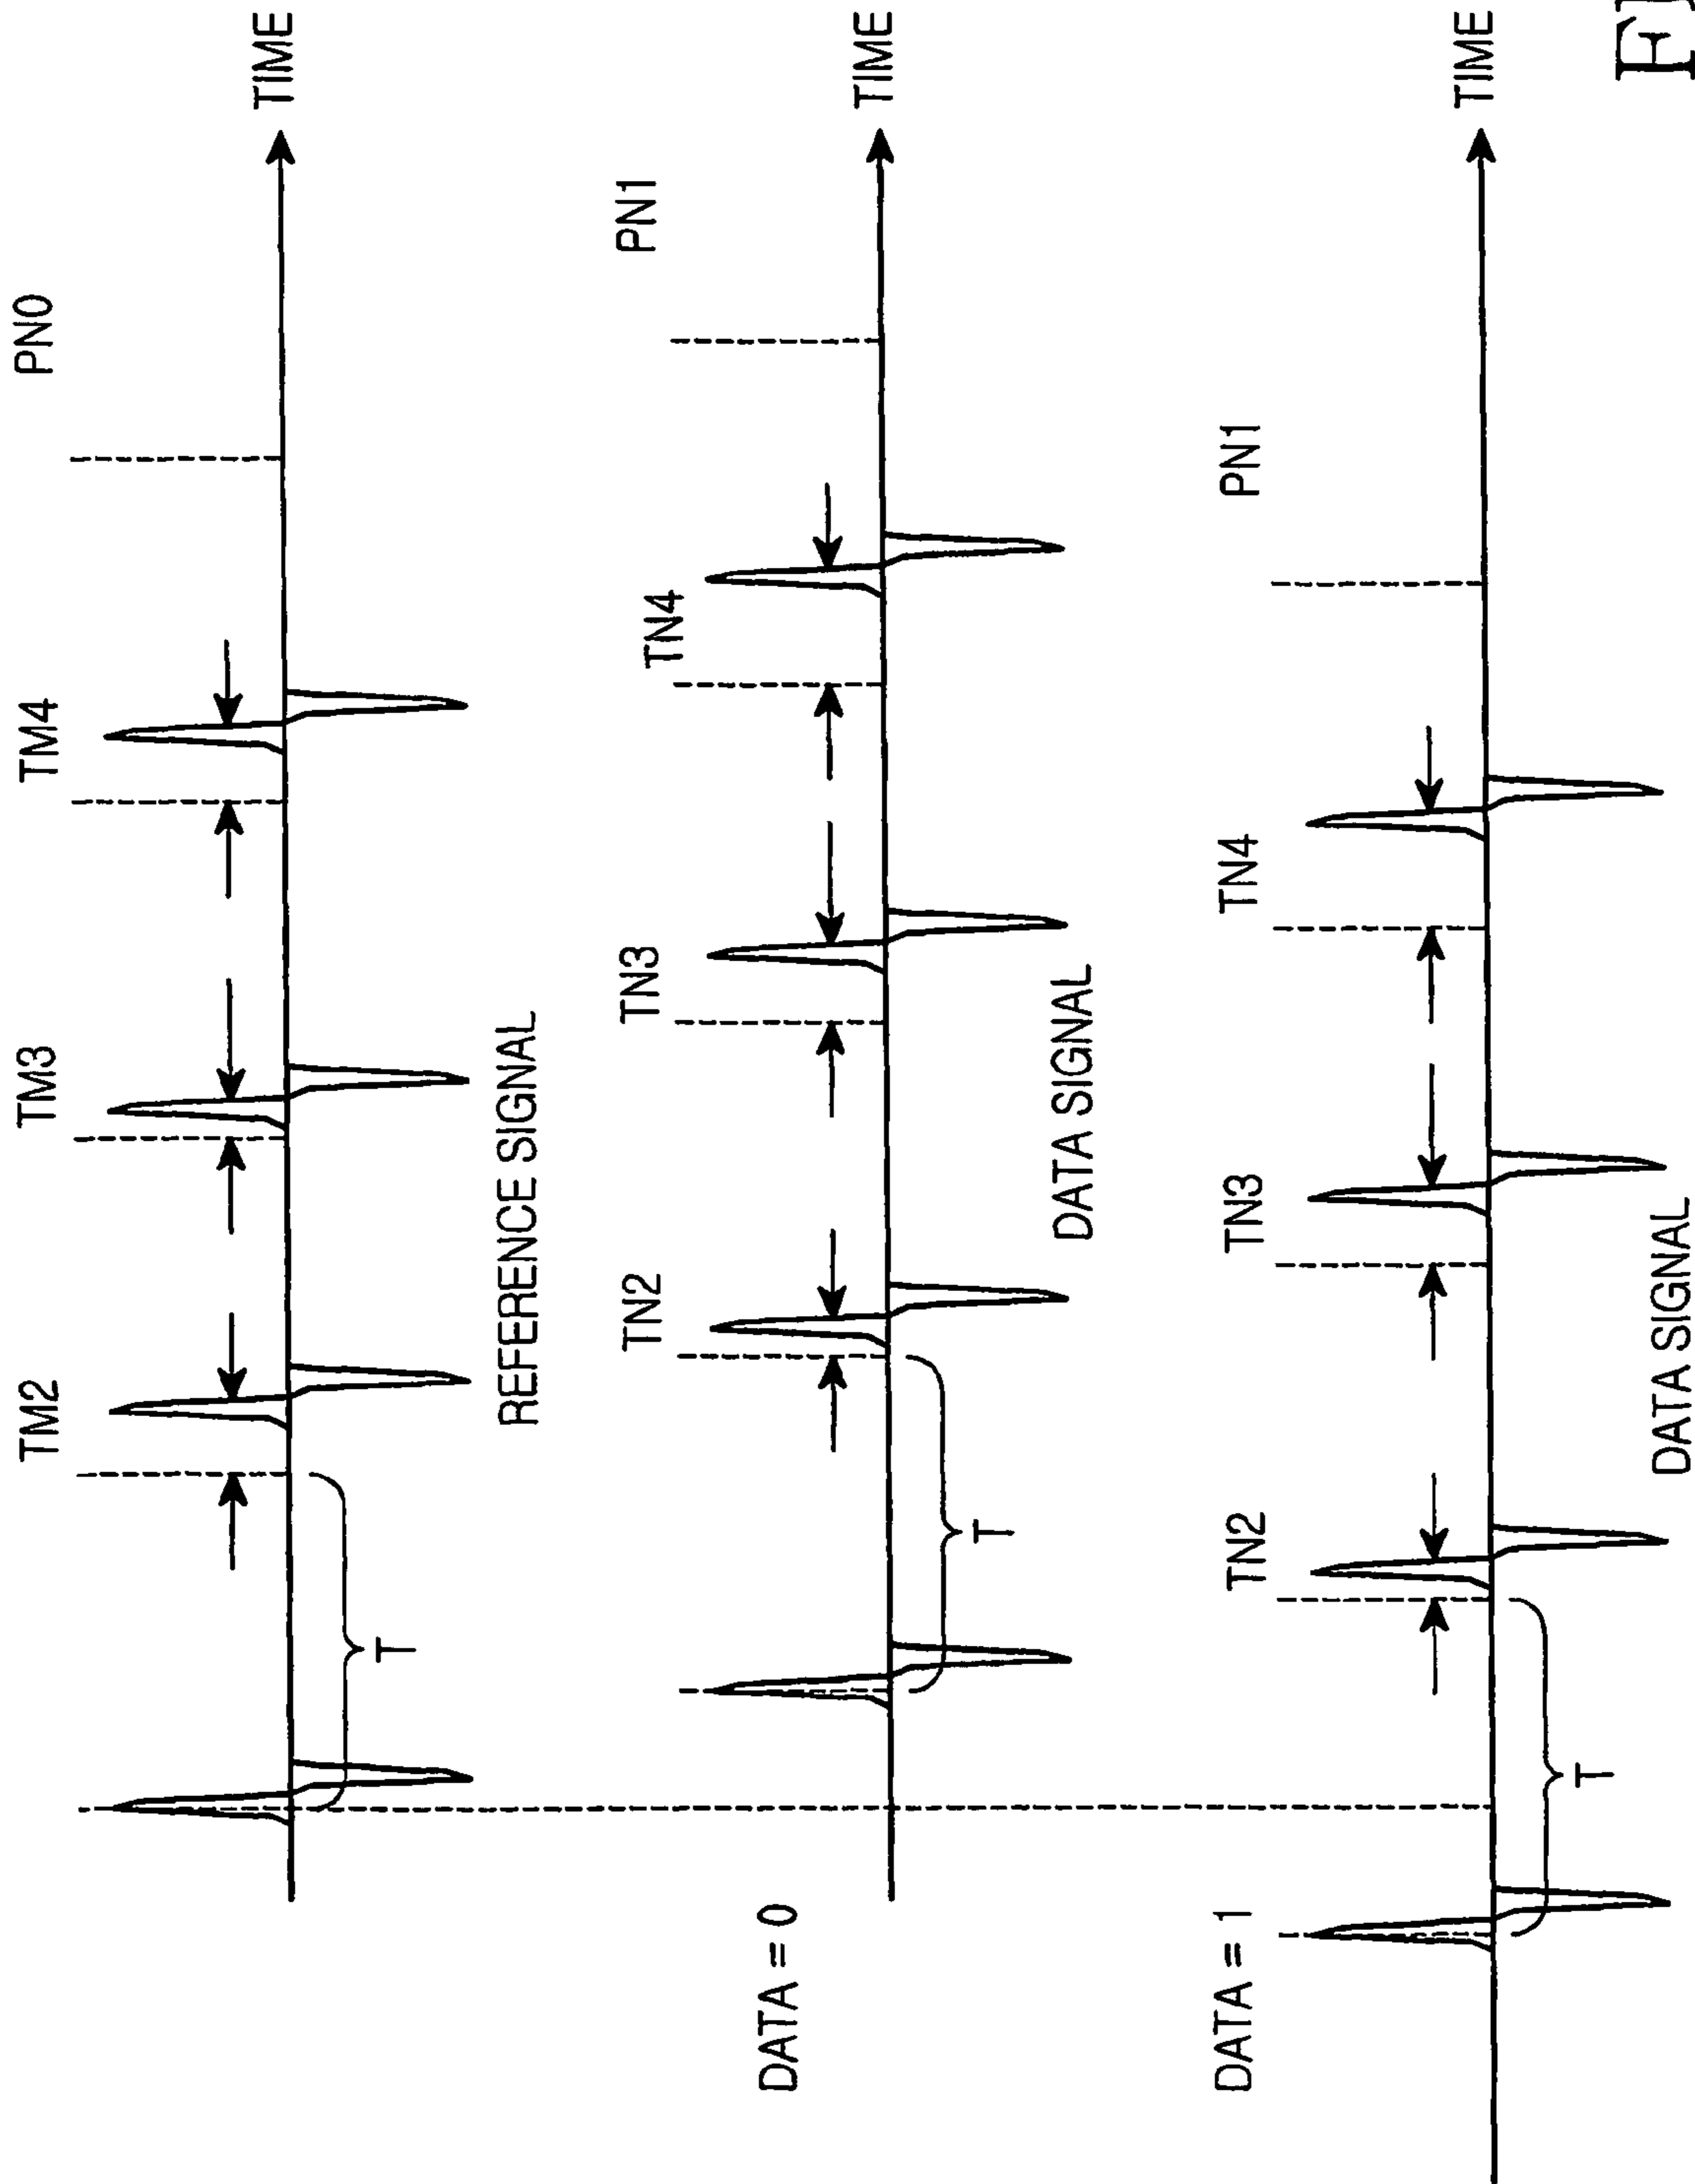 TM2 TM3 TM4 PN0
TIME
T
REFERENCE SIGNAL
DATA = 0
TN2 TN3 TN4 PN1
TIME
T
DATA SIGNAL
DATA = 1
TN2 TN3 TN4 PN1
TIME
T
DATA SIGNAL